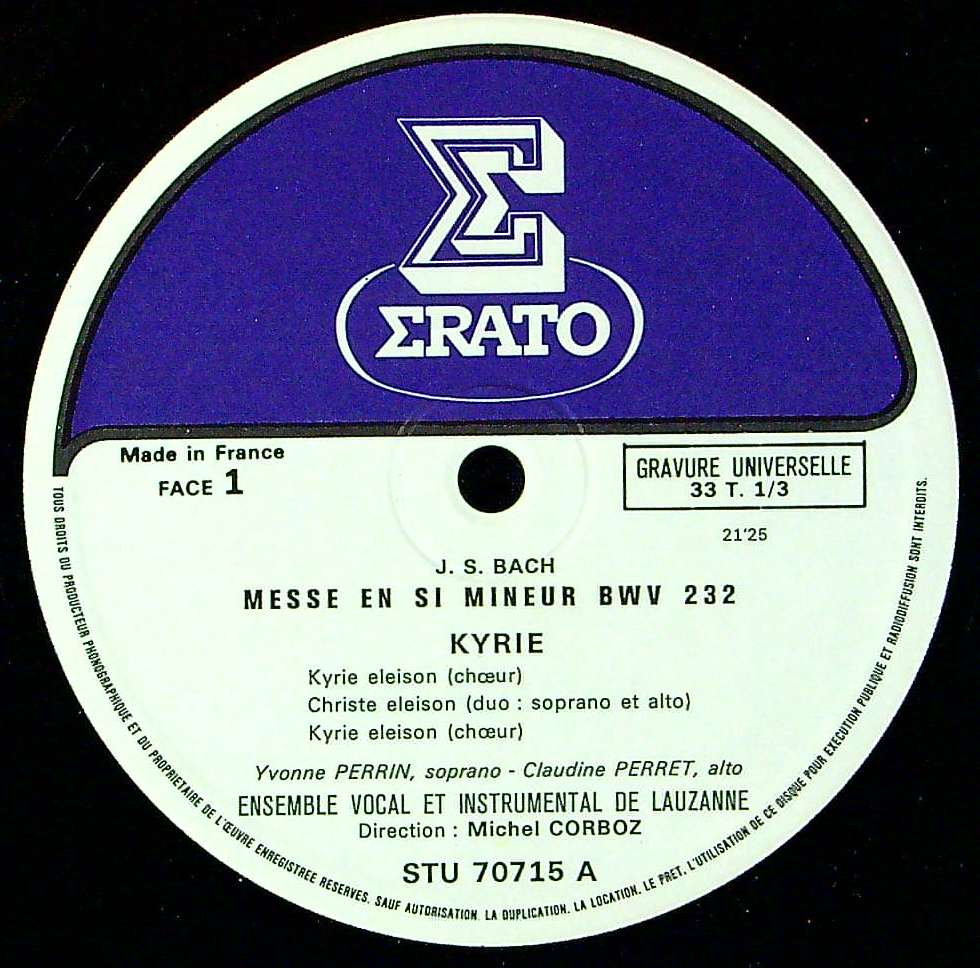 Σ
ΣRATO
Made in France
FACE 1
GRAVURE UNIVERSELLE
33 T. 1/3
21'25
J. S. BACH
MESSE EN SI MINEUR BWV 232
KYRIE
Kyrie eleison (chœur)
Christe eleison (duo : soprano et alto)
Kyrie eleison (chœur)
Yvonne PERRIN, soprano - Claudine PERRET, alto
ENSEMBLE VOCAL ET INSTRUMENTAL DE LAUZANNE
Direction : Michel CORBOZ
STU 70715 A
TOUS DROITS DU PRODUCTEUR PHONOGRAPHIQUE ET DU PROPRIETAIRE DE L'ŒUVRE ENREGISTREE RESERVES. SAUF AUTORISATION. LA DUPLICATION. LA LOCATION. LE PRET. L'UTILISATION DE CE DISQUE POUR EXECUTION PUBLIQUE ET RADIODIFFUSION SONT INTERDITS.